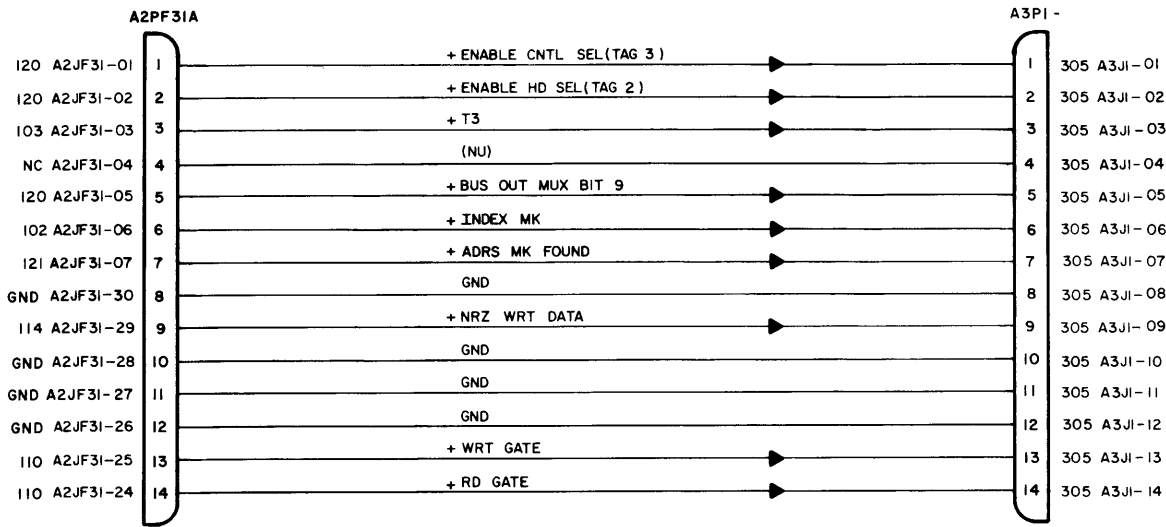 A2PF31A A3P1-
120 A2JF31-01 1 + ENABLE CNTL SEL(TAG 3) 1 305 A3J1-01
120 A2JF31-02 2 + ENABLE HD SEL(TAG 2) 2 305 A3J1-02
103 A2JF31-03 3 + T3 3 305 A3J1-03
NC A2JF31-04 4 (NU) 4 305 A3J1-04
120 A2JF31-05 5 + BUS OUT MUX BIT 9 5 305 A3J1-05
102 A2JF31-06 6 + INDEX MK 6 305 A3J1-06
121 A2JF31-07 7 + ADRS MK FOUND 7 305 A3J1-07
GND A2JF31-30 8 GND 8 305 A3J1-08
114 A2JF31-29 9 + NRZ WRT DATA 9 305 A3J1-09
GND A2JF31-28 10 GND 10 305 A3J1-10
GND A2JF31-27 11 GND 11 305 A3J1-11
GND A2JF31-26 12 GND 12 305 A3J1-12
110 A2JF31-25 13 + WRT GATE 13 305 A3J1-13
110 A2JF31-24 14 + RD GATE 14 305 A3J1-14